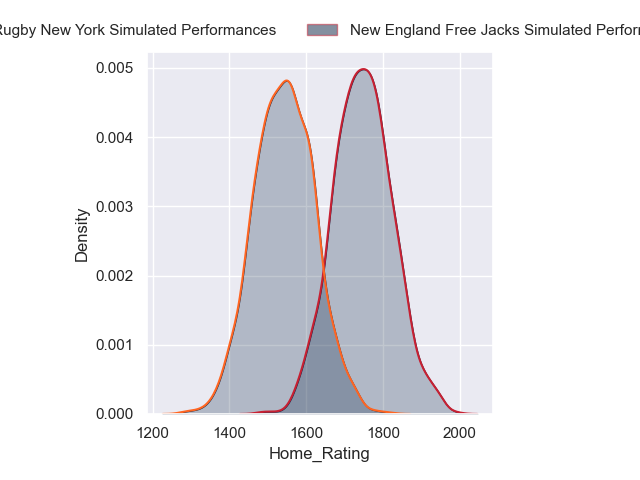 Rugby New York Simulated Performances
New England Free Jacks Simulated Perfor
0.005
0.004
0.003
0.002
0.001
0.000
Density
1200 1400 1600 1800 2000
Home_Rating